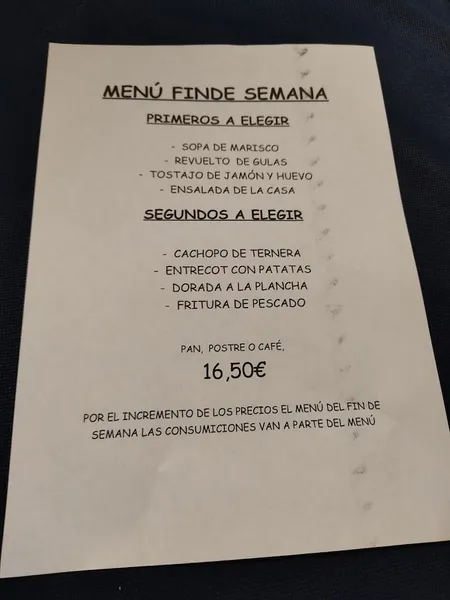 MENÚ FINDE SEMANA
PRIMEROS A ELEGIR
- SOPA DE MARISCO
- REVUELTO DE GULAS
- TOSTAJO DE JAMÓN Y HUEVO
- ENSALADA DE LA CASA
SEGUNDOS A ELEGIR
- CACHOPO DE TERNERA
- ENTRECOT CON PATATAS
- DORADA A LA PLANCHA
- FRITURA DE PESCADO
PAN, POSTRE O CAFÉ,
16,50€
POR EL INCREMENTO DE LOS PRECIOS EL MENÚ DEL FIN DE
SEMANA LAS CONSUMICIONES VAN A PARTE DEL MENÚ